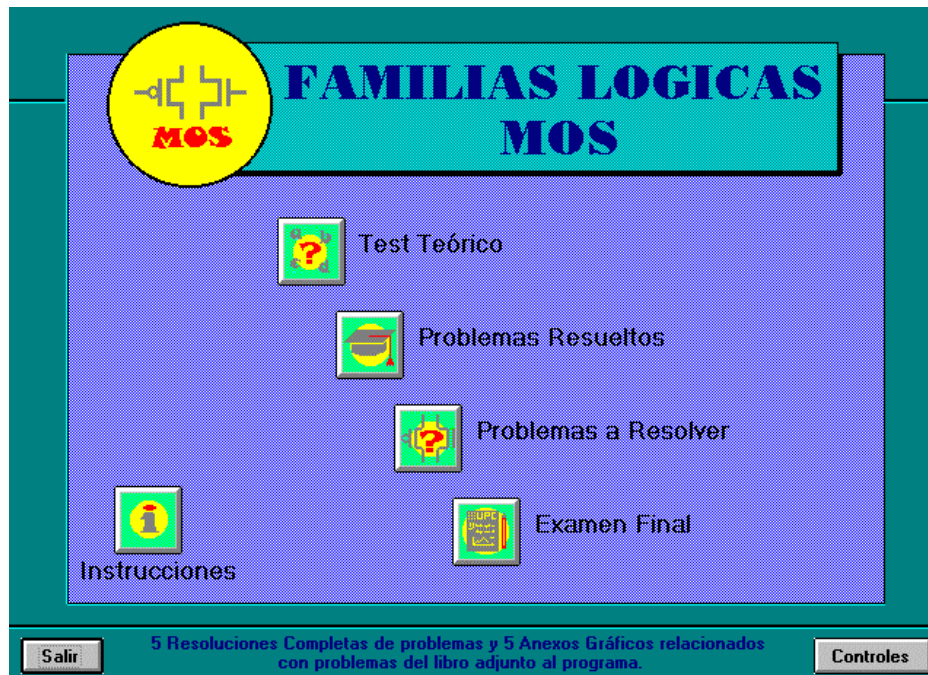 FAMILIAS LOGICAS
MOS
MOS
a b
?
c d
Test Teórico
Problemas Resueltos
?
Problemas a Resolver
UPC
Examen Final
i
Instrucciones
Salir
5 Resoluciones Completas de problemas y 5 Anexos Gráficos relacionados
con problemas del libro adjunto al programa.
Controles